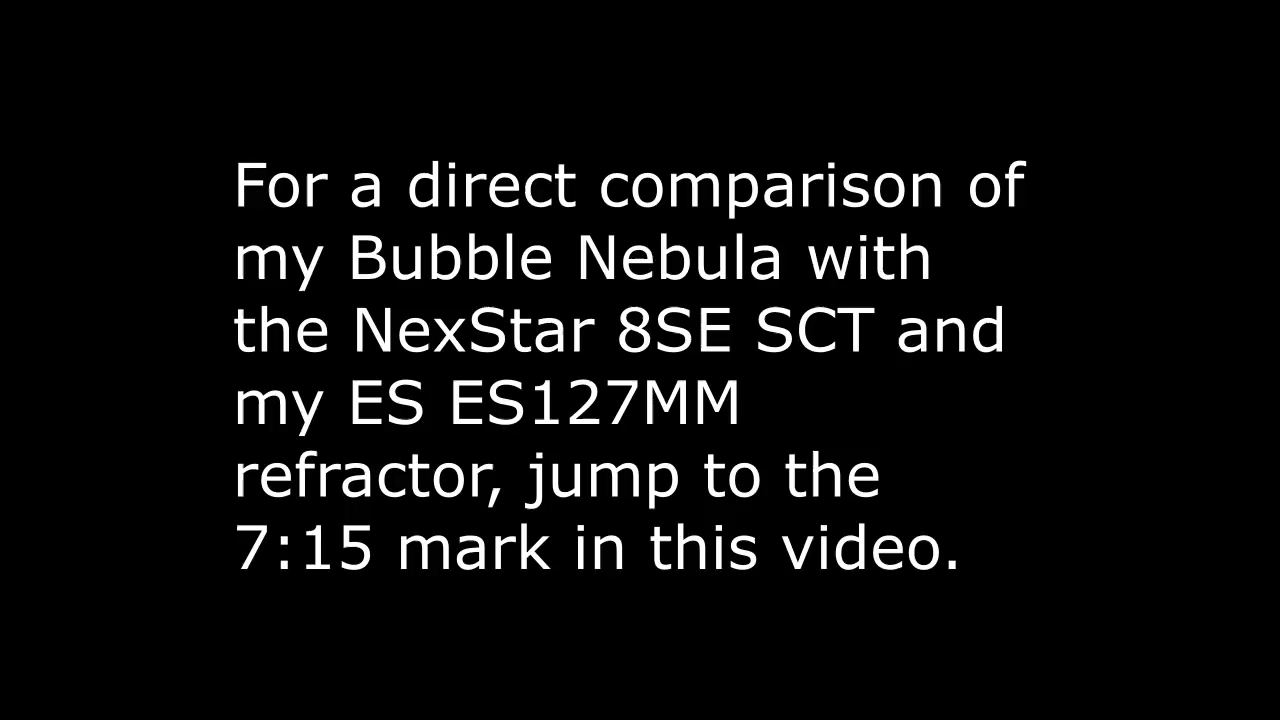 For a direct comparison of
my Bubble Nebula with
the NexStar 8SE SCT and
my ES ES127MM
refractor, jump to the
7:15 mark in this video.